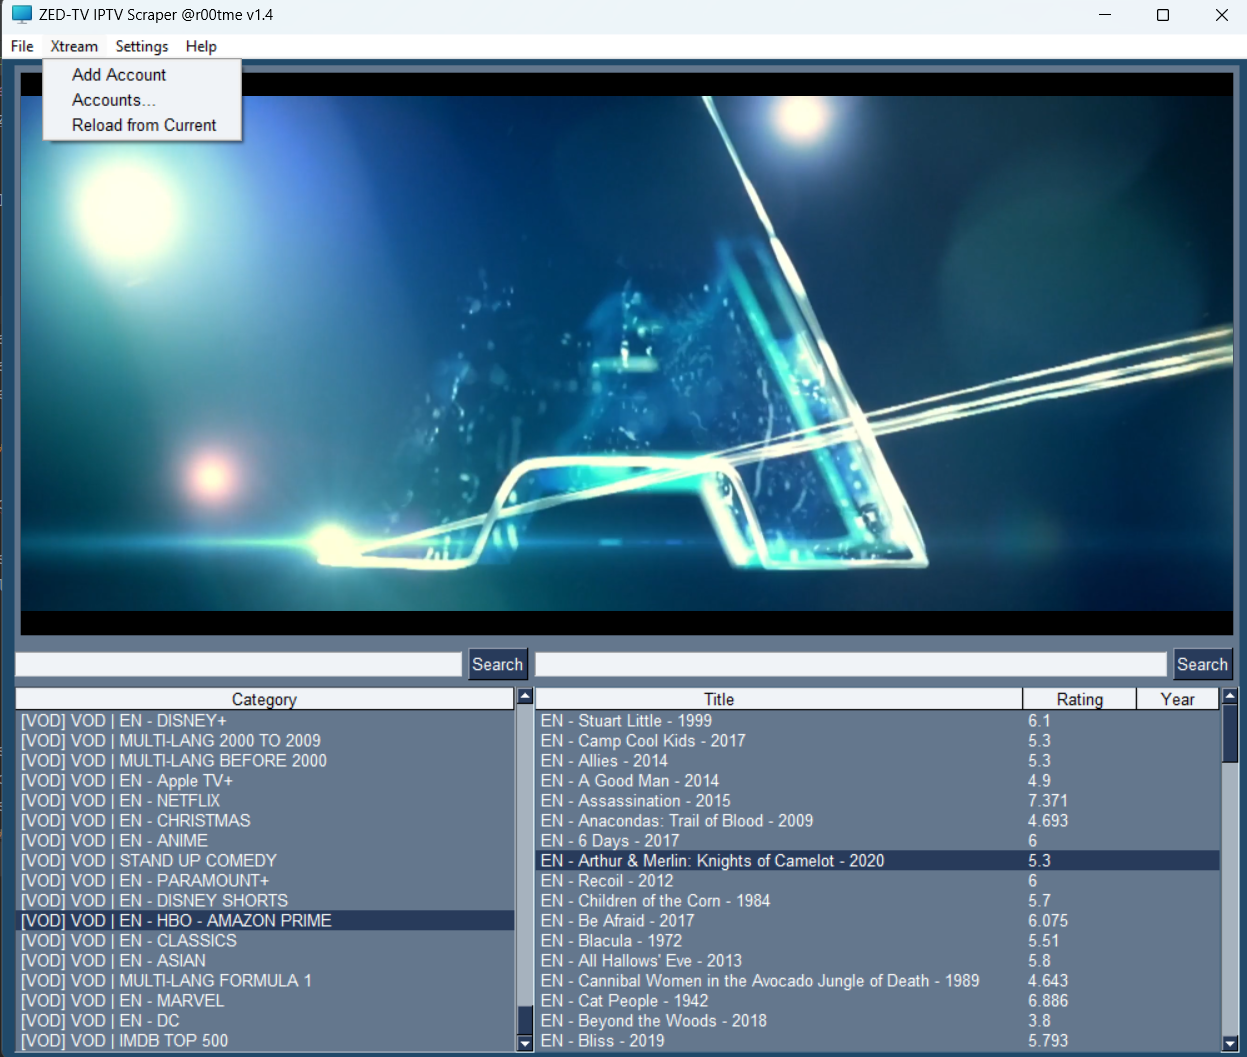 ZED-TV IPTV Scraper @r00tme v1.4
File Xtream Settings Help
Add Account
Accounts...
Reload from Current
Search Search
Category
[VOD] VOD | EN - DISNEY+
[VOD] VOD | MULTI-LANG 2000 TO 2009
[VOD] VOD | MULTI-LANG BEFORE 2000
[VOD] VOD | EN - Apple TV+
[VOD] VOD | EN - NETFLIX
[VOD] VOD | EN - CHRISTMAS
[VOD] VOD | EN - ANIME
[VOD] VOD | STAND UP COMEDY
[VOD] VOD | EN - PARAMOUNT+
[VOD] VOD | EN - DISNEY SHORTS
[VOD] VOD | EN - HBO - AMAZON PRIME
[VOD] VOD | EN - CLASSICS
[VOD] VOD | EN - ASIAN
[VOD] VOD | MULTI-LANG FORMULA 1
[VOD] VOD | EN - MARVEL
[VOD] VOD | EN - DC
[VOD] VOD | IMDB TOP 500
Title Rating Year
EN - Stuart Little - 1999 6.1
EN - Camp Cool Kids - 2017 5.3
EN - Allies - 2014 5.3
EN - A Good Man - 2014 4.9
EN - Assassination - 2015 7.371
EN - Anacondas: Trail of Blood - 2009 4.693
EN - 6 Days - 2017 6
EN - Arthur & Merlin: Knights of Camelot - 2020 5.3
EN - Recoil - 2012 6
EN - Children of the Corn - 1984 5.7
EN - Be Afraid - 2017 6.075
EN - Blacula - 1972 5.51
EN - All Hallows' Eve - 2013 5.8
EN - Cannibal Women in the Avocado Jungle of Death - 1989 4.643
EN - Cat People - 1942 6.886
EN - Beyond the Woods - 2018 3.8
EN - Bliss - 2019 5.793